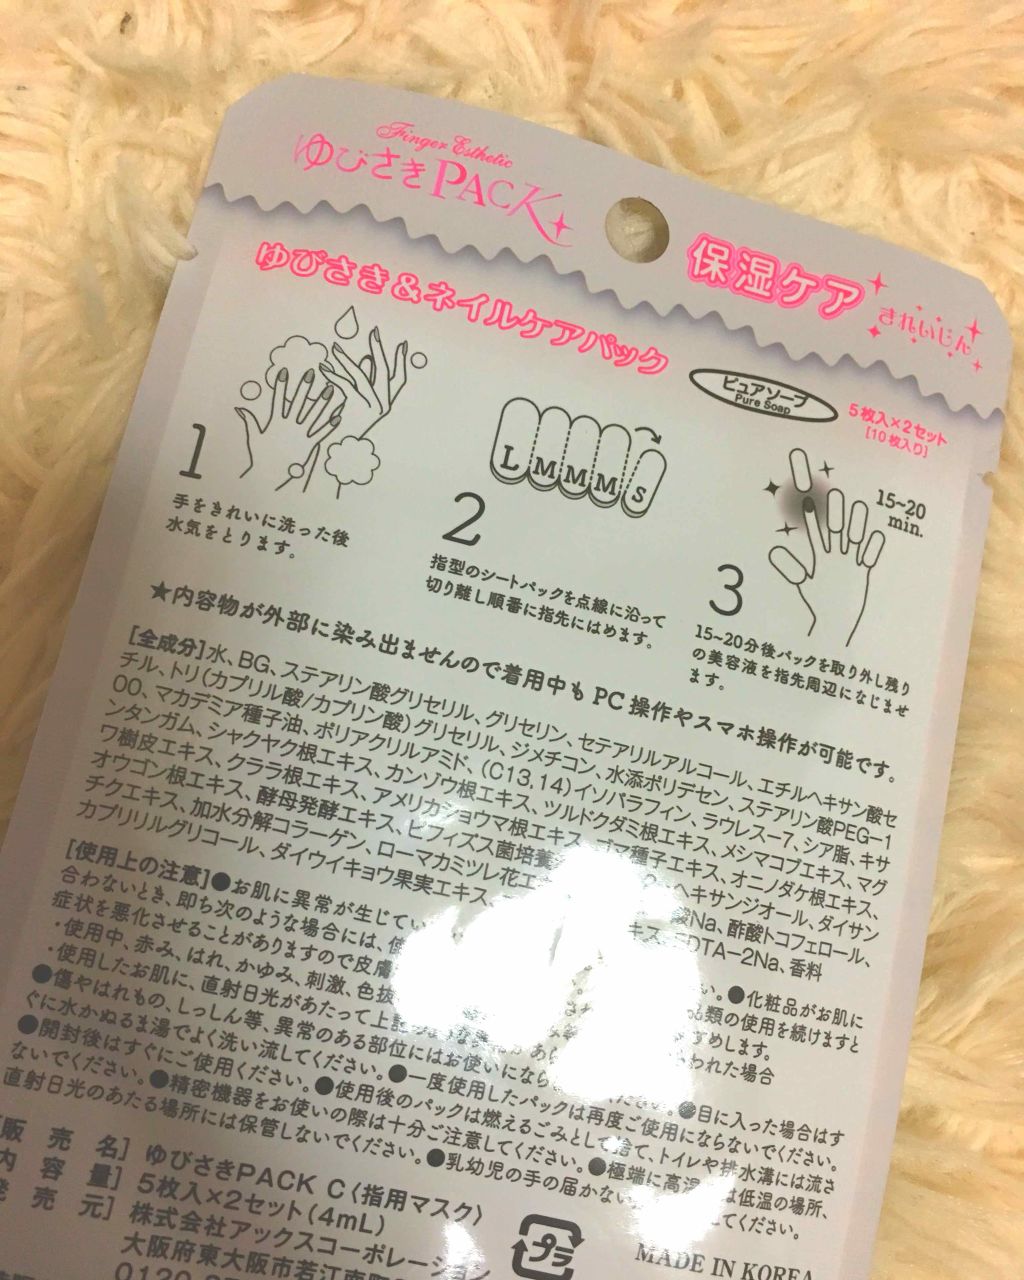 Finger Esthetic
ゆびさきPACK
保湿ケア
きれいじん
ゆびさき&ネイルケアパック
ピュアソープ
Pure Soap
5枚入×2セット
[10枚入り]
1
手をきれいに洗った後
水気をとります。
L M M M S
2
指型のシートパックを点線に沿って
切り離し順番に指先にはめます。
15~20
min.
3
15~20分後パックを取り外し残り
の美容液を指先周辺になじませ
ます。
★内容物が外部に染み出ませんので着用中も PC 操作やスマホ操作が可能です。
[全成分]水、BG、ステアリン酸グリセリル、グリセリン、セテアリルアルコール、エチルヘキサン酸セ
チル、トリ(カプリル酸/カプリン酸)グリセリル、ジメチコン、水添ポリデセン、ステアリン酸PEG-1
00、マカデミア種子油、ポリアクリルアミド、(C13,14)イソパラフィン、ラウレス-7、シア脂、キサ
ンタンガム、シャクヤク根エキス、カンゾウ根エキス、ツルドクダミ根エキス、メシマコブエキス、マグ
ワ樹皮エキス、クララ根エキス、アメリカショウマ根エキス、ゴマ種子エキス、オニノダケ根エキス、
オウゴン根エキス、酵母発酵エキス、ビフィズス菌培養 ヘキサンジオール、ダイサン
チクエキス、加水分解コラーゲン、ローマカミツレ花エ 酸Na、酢酸トコフェロール、
カプリリルグリコール、ダイウイキョウ果実エキス、 キス、EDTA-2Na、香料
[使用上の注意]●お肌に異常が生じてい い。●化粧品がお肌に
合わないとき、即ち次のような場合には、使 品類の使用を続けますと
症状を悪化させることがありますので皮膚 すめします。
・使用中、赤み、はれ、かゆみ、刺激、色抜 われた場合
・使用したお肌に、直射日光があたって上記
●傷やはれもの、しっしん等、異常のある部位にはお使いにな ください。●目に入った場合はす
ぐに水かぬるま湯でよく洗い流してください。●一度使用したパックは再度ご使用にならないでください。
●開封後はすぐにご使用ください。●使用後のパックは燃えるごみとして捨て、トイレや排水溝には流さ
ないでください。●精密機器をお使いの際は十分ご注意してください。●極端に高温 は低温の場所、
直射日光のあたる場所には保管しないでください。●乳幼児の手の届かない してください。
販 売 名] ゆびさきPACK C〈指用マスク〉
内 容 量] 5枚入×2セット(4mL)
発 売 元] 株式会社アックスコーポレーション
大阪府東大阪市若江南
プラ
MADE IN KOREA